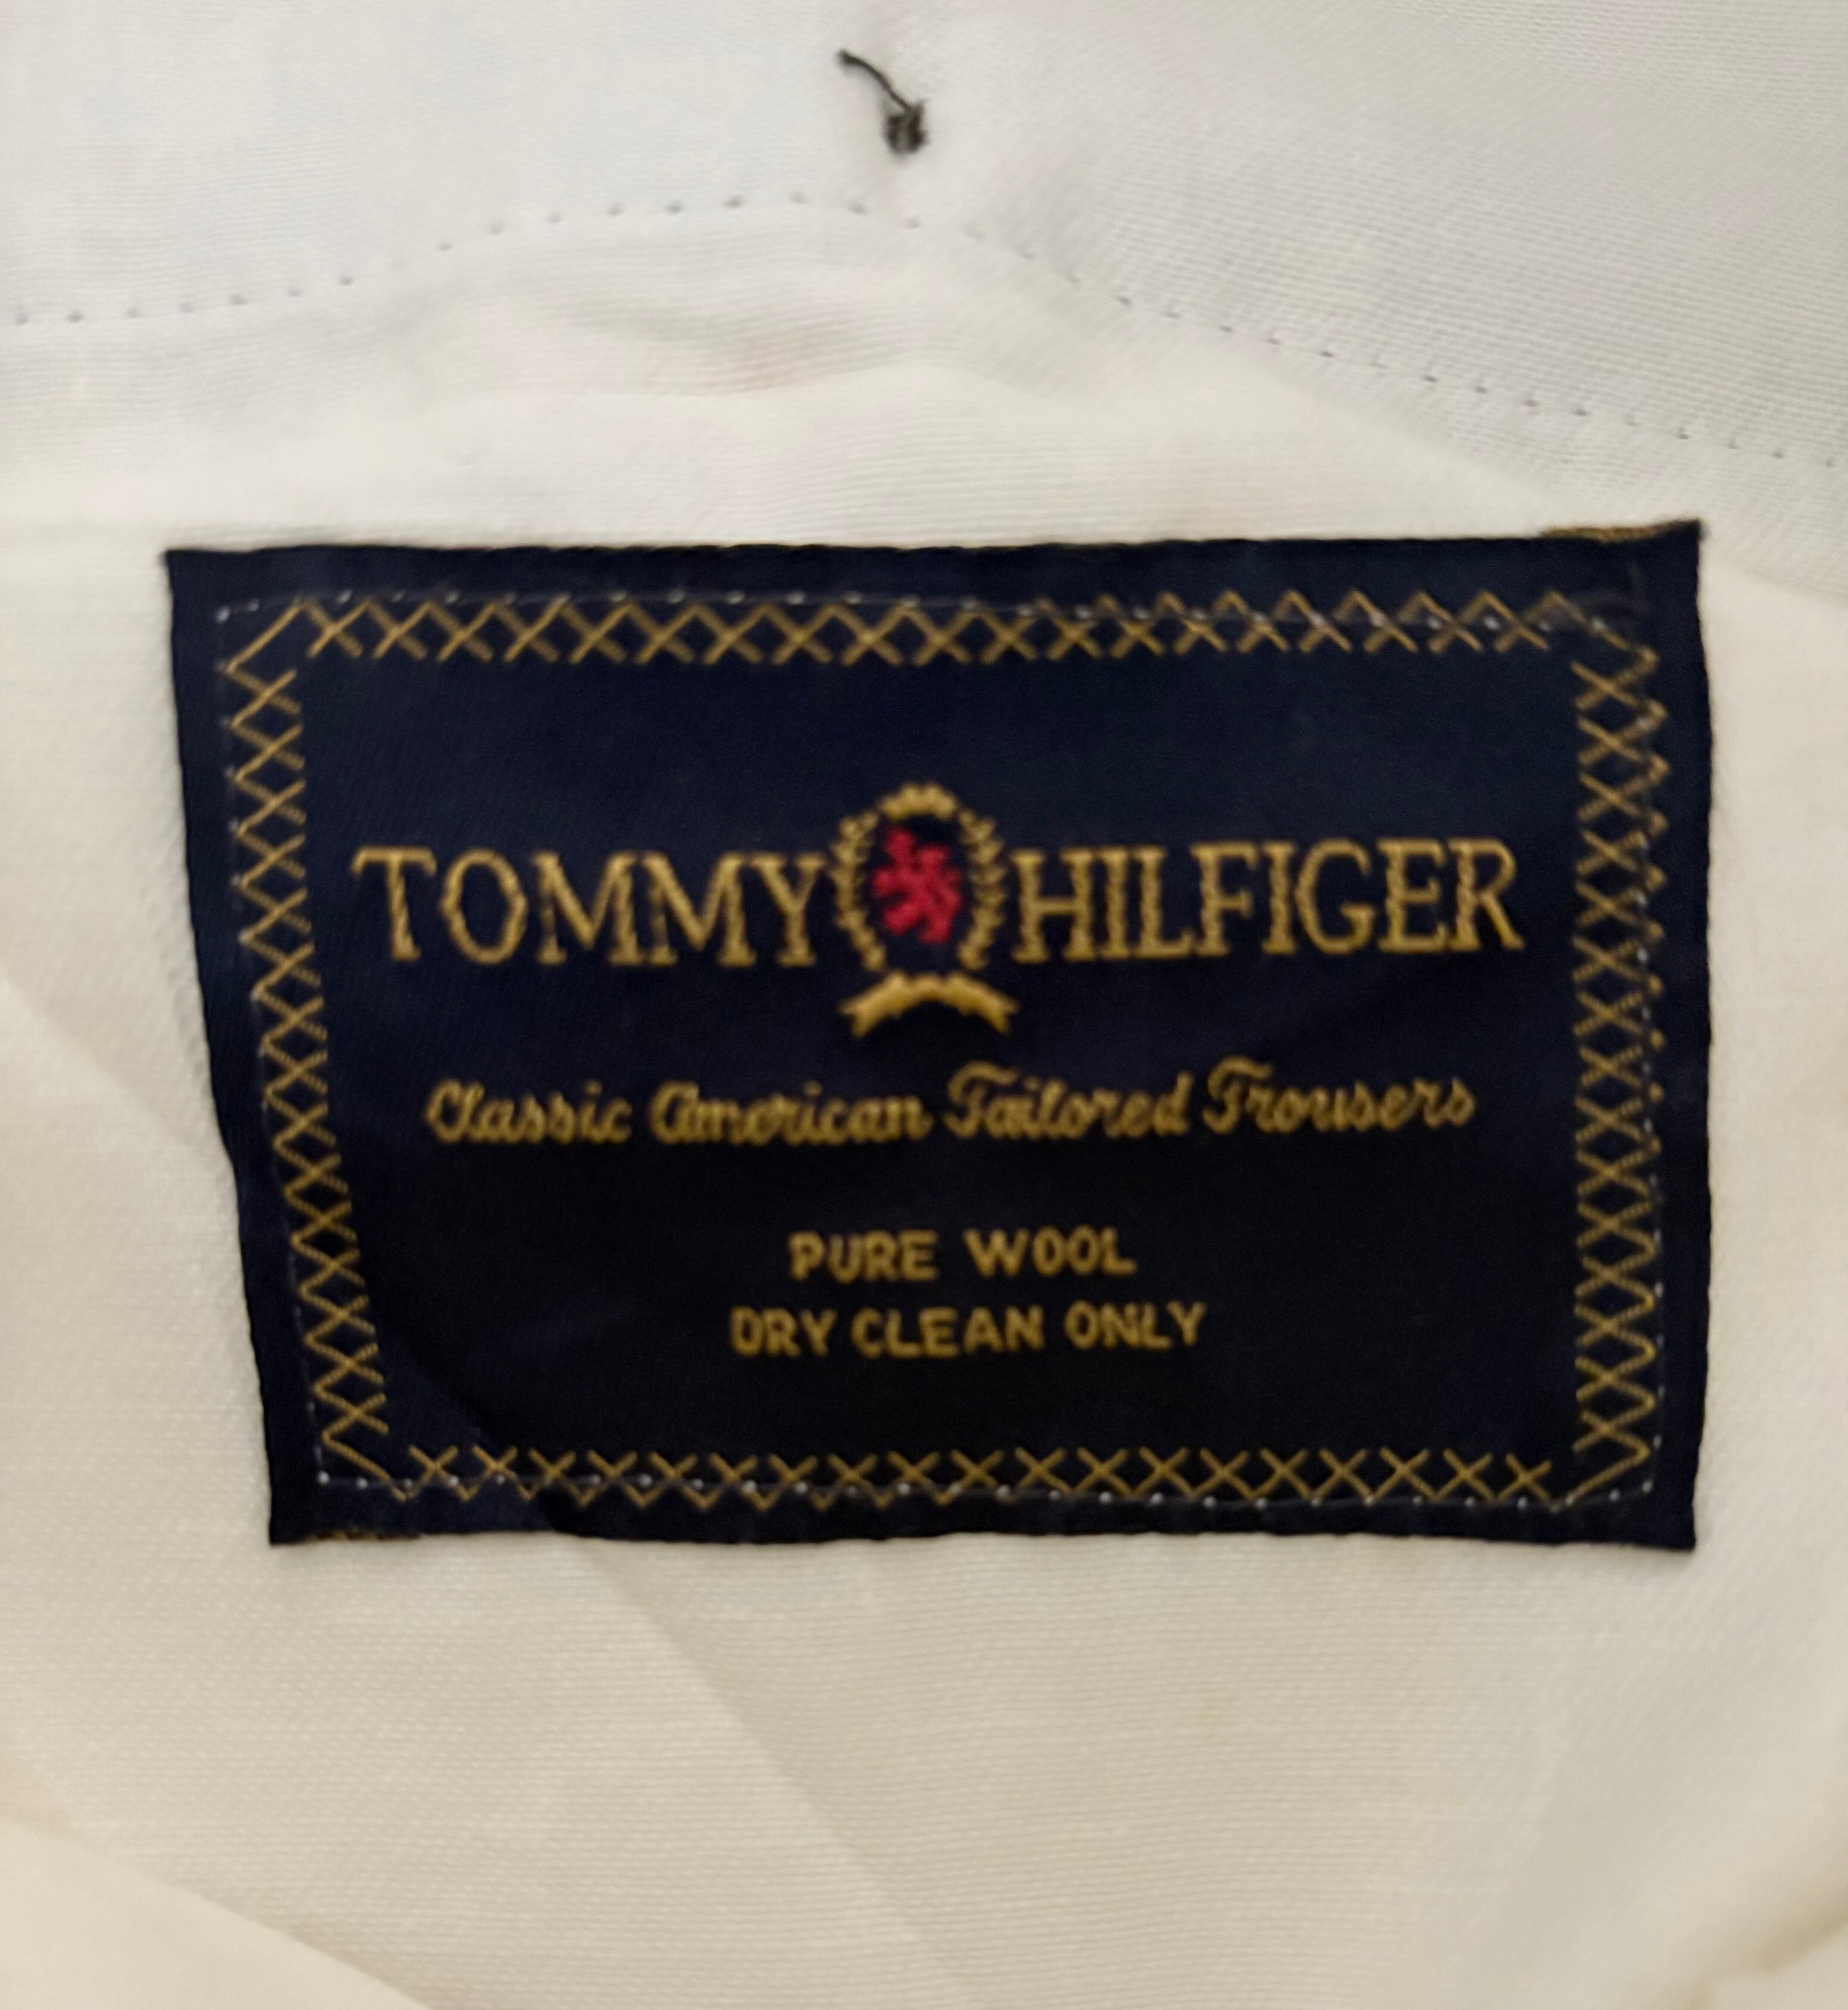 TOMMY HILFIGER
Classic American Tailored Trousers
PURE WOOL
DRY CLEAN ONLY